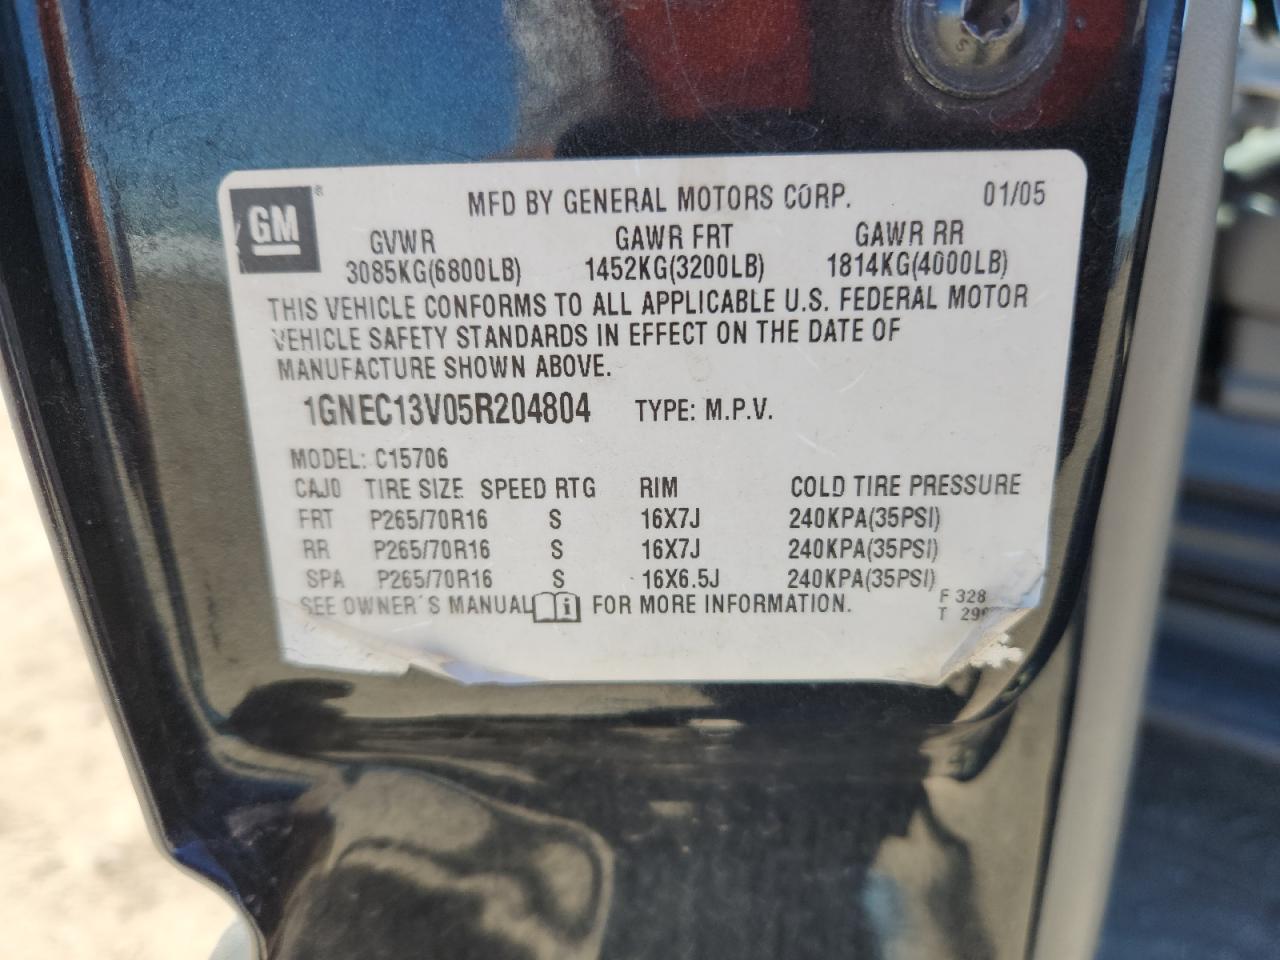 GM ®
MFD BY GENERAL MOTORS CORP. 01/05
GVWR GAWR FRT GAWR RR
3085KG(6800LB) 1452KG(3200LB) 1814KG(4000LB)
THIS VEHICLE CONFORMS TO ALL APPLICABLE U.S. FEDERAL MOTOR
VEHICLE SAFETY STANDARDS IN EFFECT ON THE DATE OF
MANUFACTURE SHOWN ABOVE.
1GNEC13V05R204804 TYPE: M.P.V.
MODEL: C15706
CAJ0 TIRE SIZE SPEED RTG RIM COLD TIRE PRESSURE
FRT P265/70R16 S 16X7J 240KPA(35PSI)
RR P265/70R16 S 16X7J 240KPA(35PSI)
SPA P265/70R16 S 16X6.5J 240KPA(35PSI)
SEE OWNER'S MANUAL i FOR MORE INFORMATION.
F 328
T